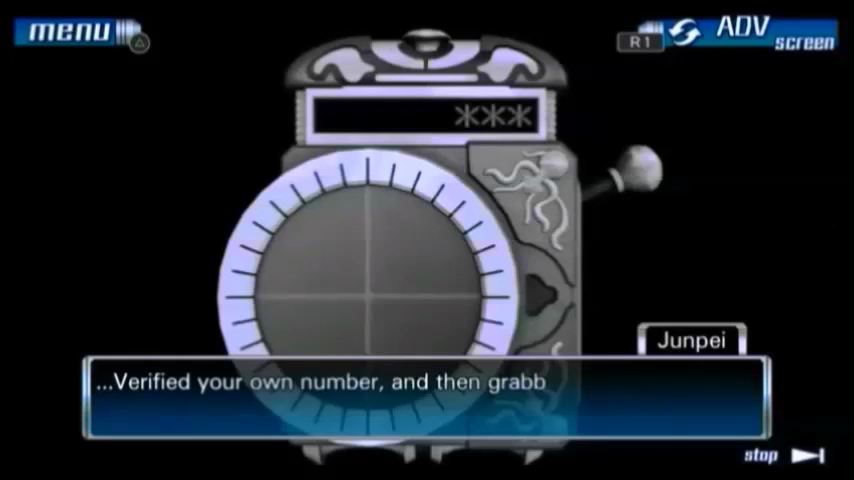 menu
R1
ADV
screen
***
Junpei
...Verified your own number, and then grabb
stop